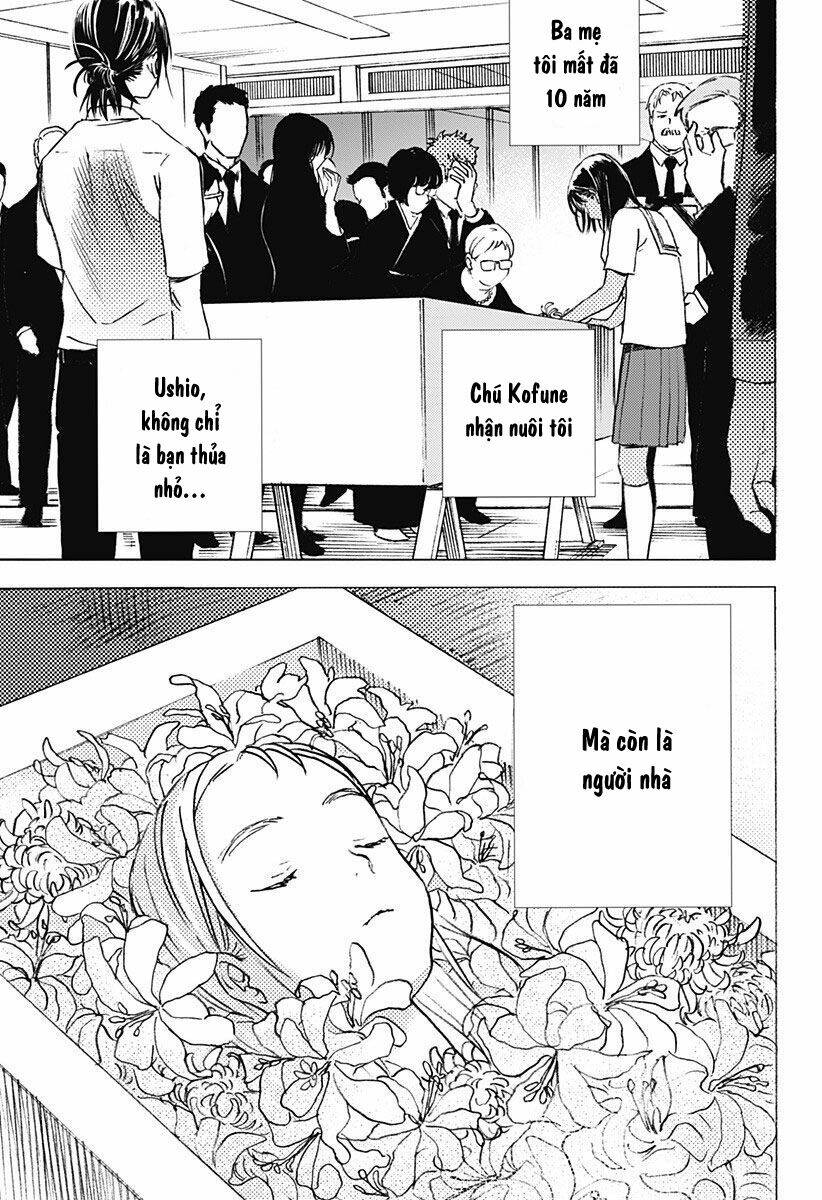 Ba mẹ
tôi mất đã
10 năm
Chú Kofune
nhận nuôi tôi
Ushio,
không chỉ
là bạn thủa
nhỏ...
Mà còn là
người nhà